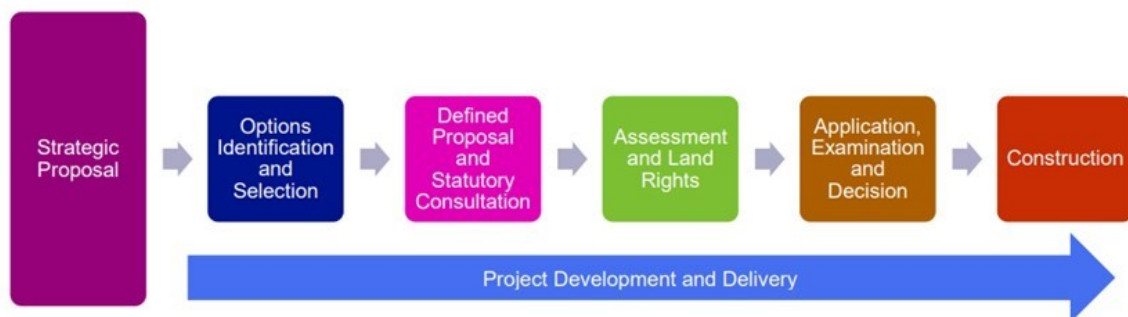 Strategic
Proposal
Options
Identification
and
Selection
Defined
Proposal
and
Statutory
Consultation
Assessment
and Land
Rights
Application,
Examination
and
Decision
Construction
Project Development and Delivery